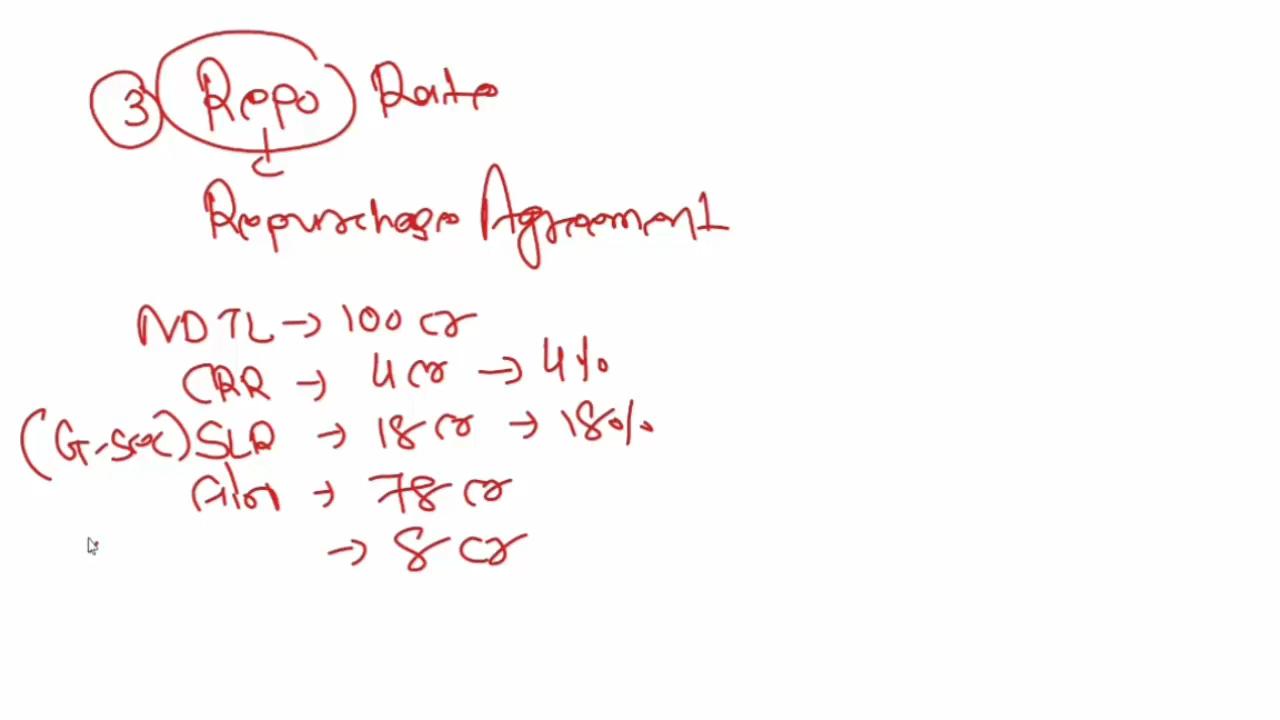 3 Repo Rate
Repurchase Agreement
NDTL → 100 cr
CRR → 4 cr → 4%
(G-sec) SLR → 18 cr → 18%
→ 78 cr
→ 8 cr